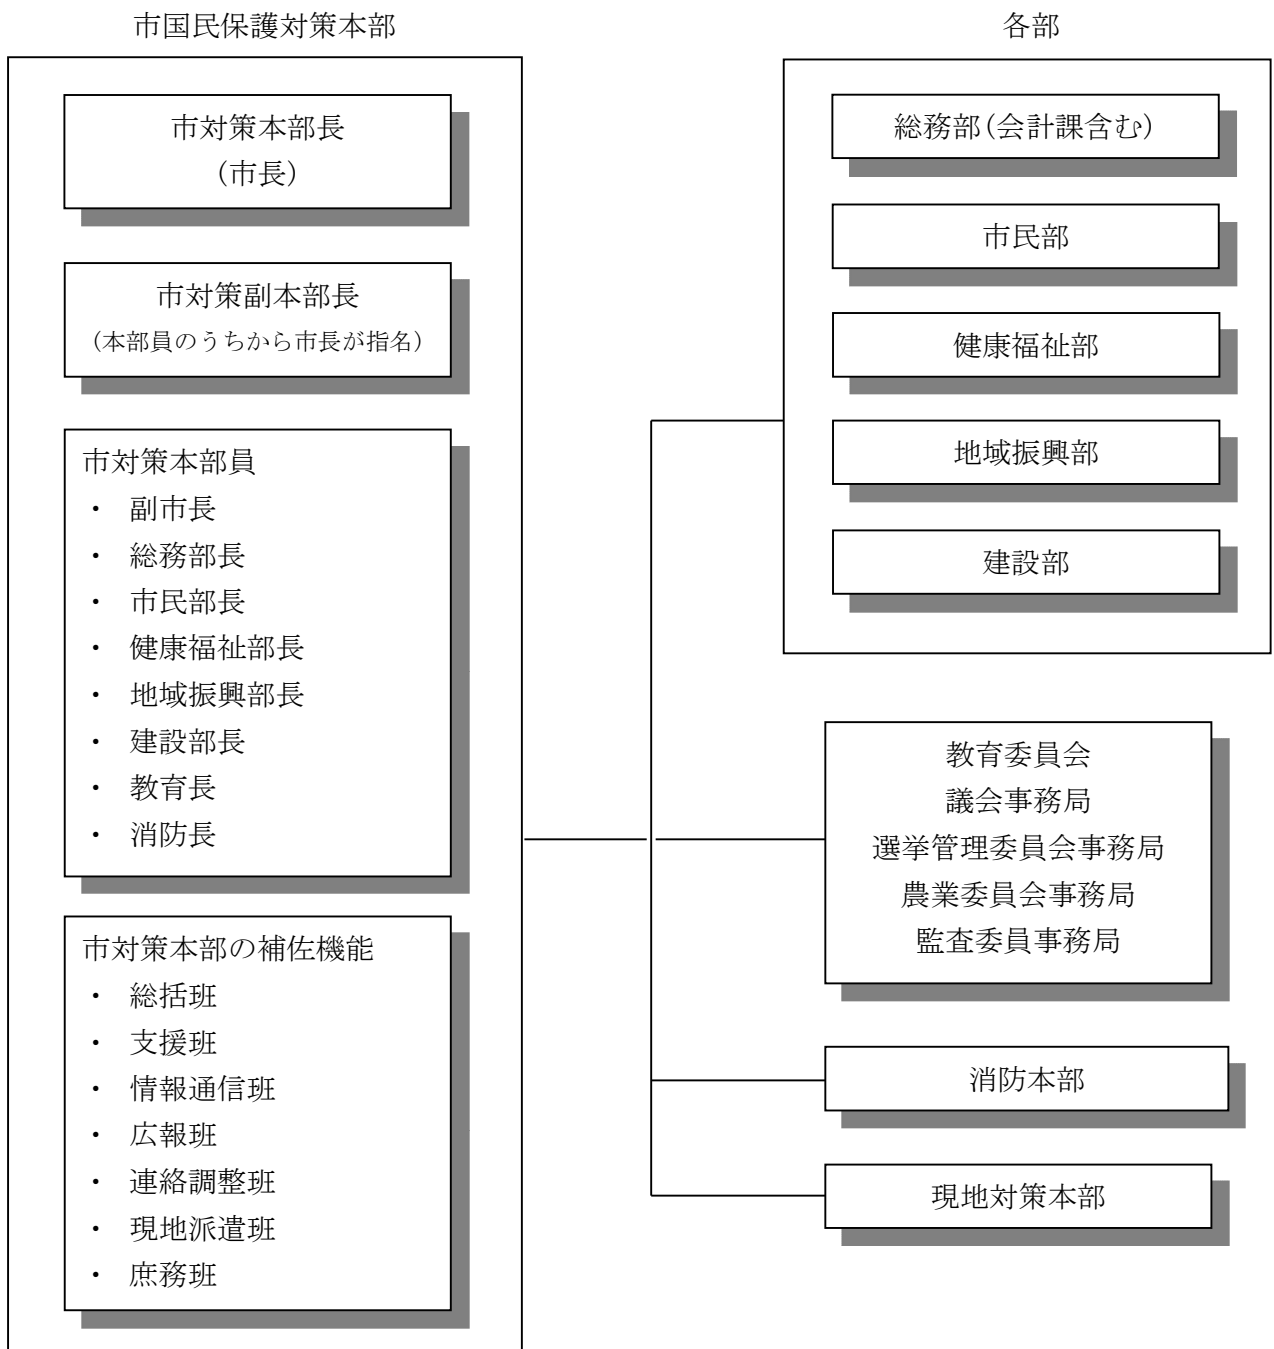 市国民保護対策本部
市対策本部長
（市長）
市対策副本部長
（本部員のうちから市長が指名）
市対策本部員
・ 副市長
・ 総務部長
・ 市民部長
・ 健康福祉部長
・ 地域振興部長
・ 建設部長
・ 教育長
・ 消防長
市対策本部の補佐機能
・ 総括班
・ 支援班
・ 情報通信班
・ 広報班
・ 連絡調整班
・ 現地派遣班
・ 庶務班
各部
総務部（会計課含む）
市民部
健康福祉部
地域振興部
建設部
教育委員会
議会事務局
選挙管理委員会事務局
農業委員会事務局
監査委員事務局
消防本部
現地対策本部